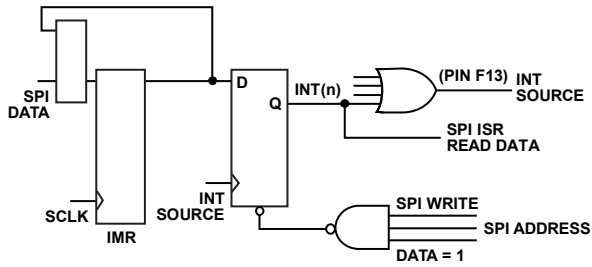 SPI
DATA
SCLK
IMR
D
Q
INT
SOURCE
INT(n)
(PIN F13)
INT
SOURCE
SPI ISR
READ DATA
SPI WRITE
SPI ADDRESS
DATA = 1